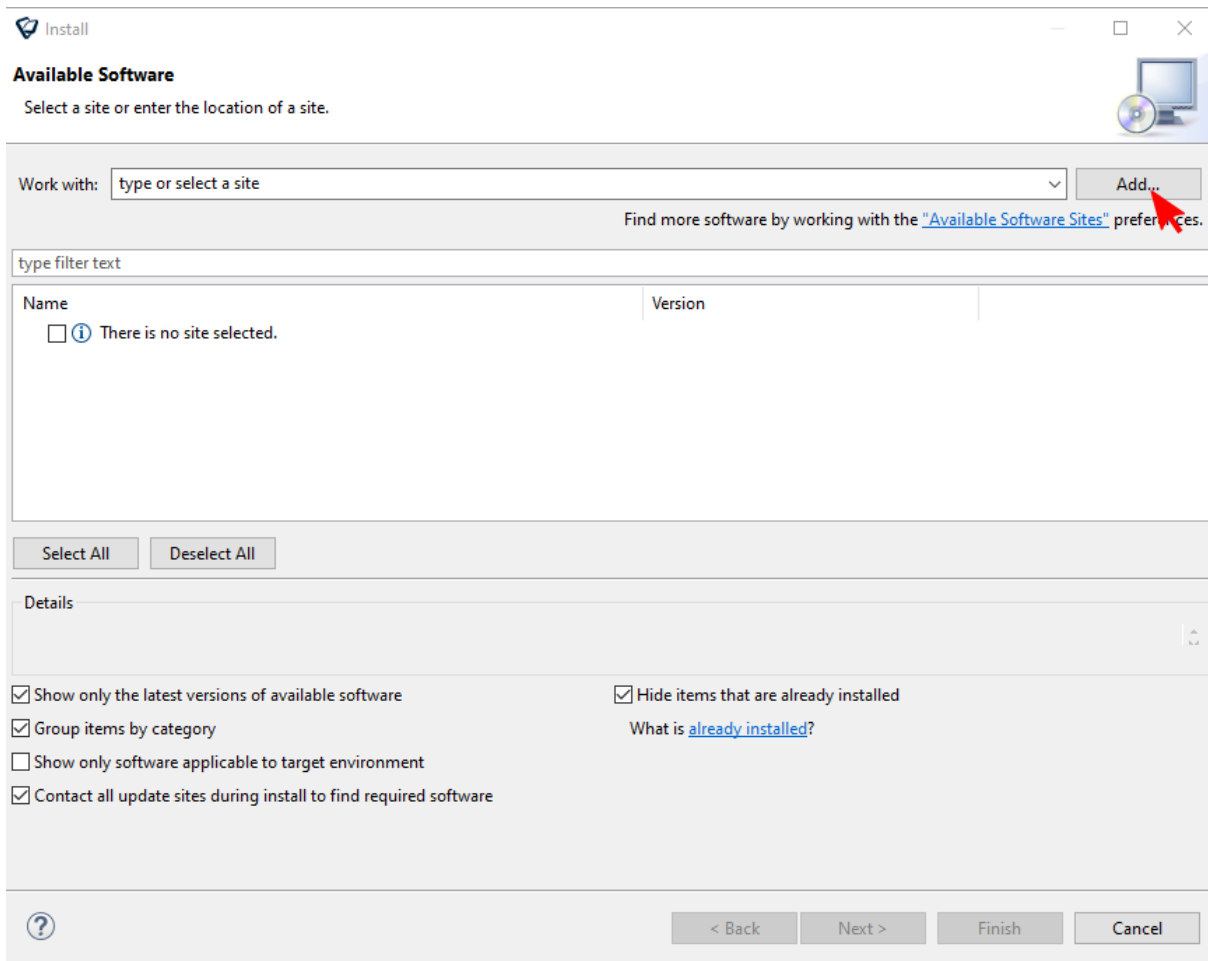 Install
Available Software
Select a site or enter the location of a site.
Work with: type or select a site Add...
Find more software by working with the "Available Software Sites" preferences.
type filter text
Name Version
There is no site selected.
Select All Deselect All
Details
Show only the latest versions of available software Hide items that are already installed
Group items by category What is already installed?
Show only software applicable to target environment
Contact all update sites during install to find required software
? < Back Next > Finish Cancel